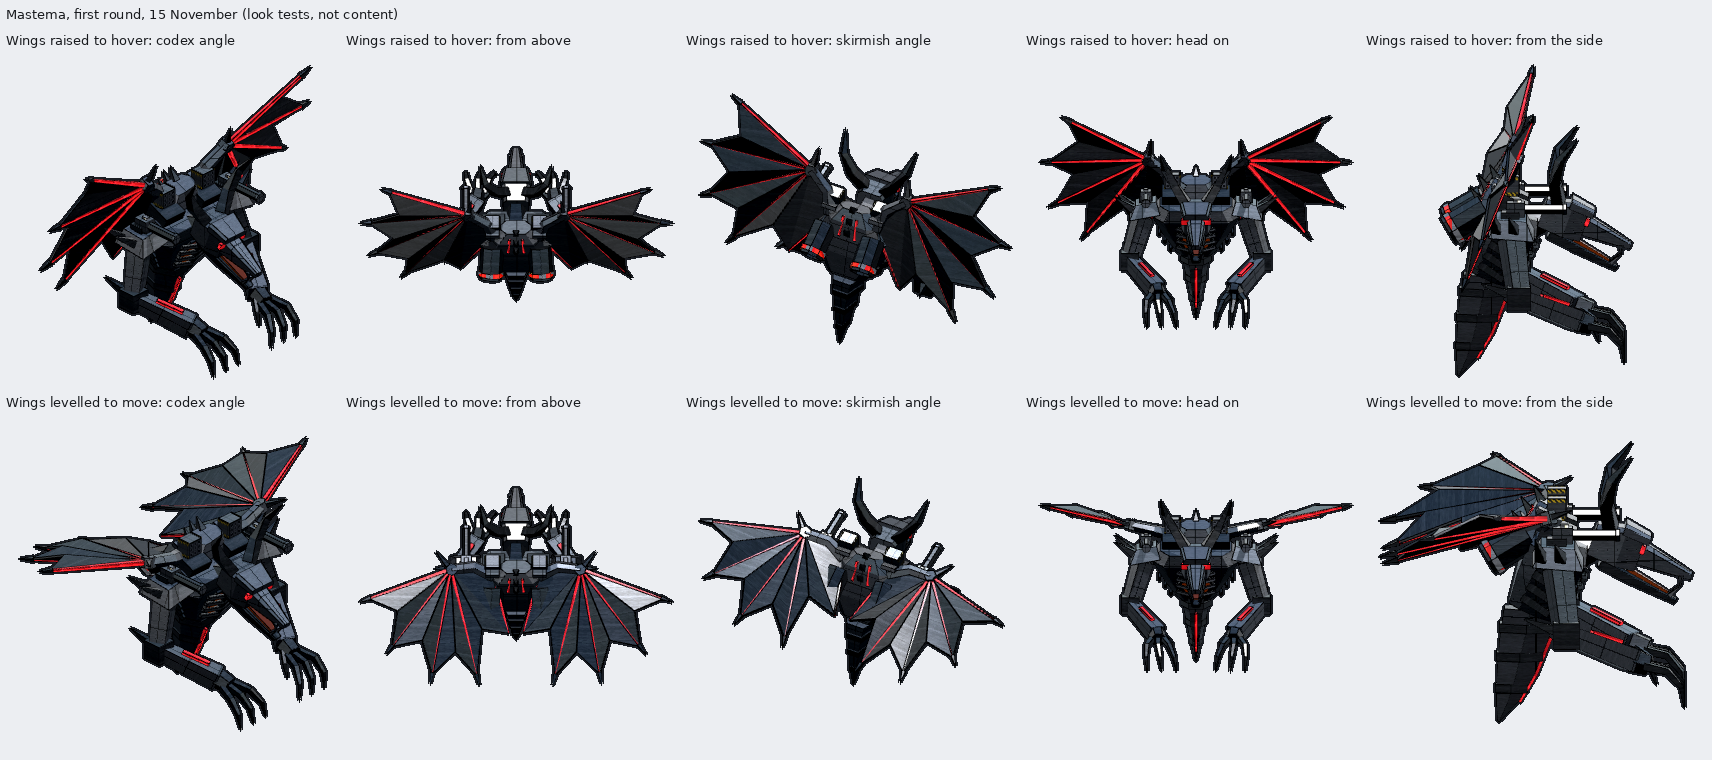 Mastema, first round, 15 November (look tests, not content)
Wings raised to hover: codex angle
Wings raised to hover: from above
Wings raised to hover: skirmish angle
Wings raised to hover: head on
Wings raised to hover: from the side
Wings levelled to move: codex angle
Wings levelled to move: from above
Wings levelled to move: skirmish angle
Wings levelled to move: head on
Wings levelled to move: from the side